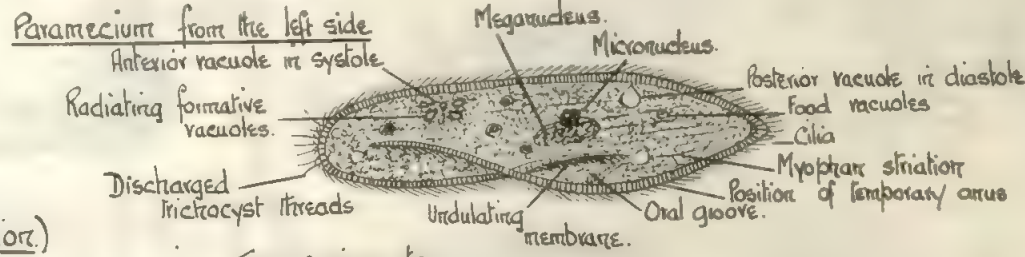 Paramecium from the left side
Meganucleus.
Micronucleus.
Anterior vacuole in systole
Posterior vacuole in diastole
Radiating formative
vacuoles.
Food vacuoles
Cilia
Myophan striation
Discharged
trichocyst threads
Position of temporary anus
Undulating
membrane.
Oral groove.
on.)